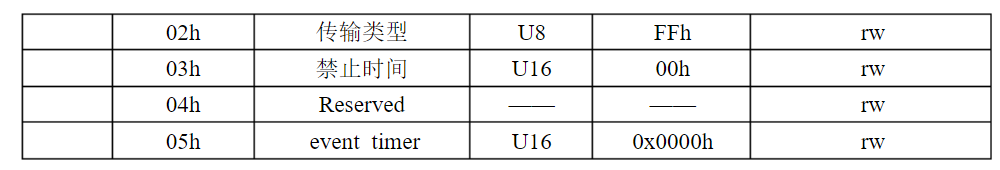 02h 传输类型 U8 FFh rw
03h 禁止时间 U16 00h rw
04h Reserved —— —— rw
05h event timer U16 0x0000h rw